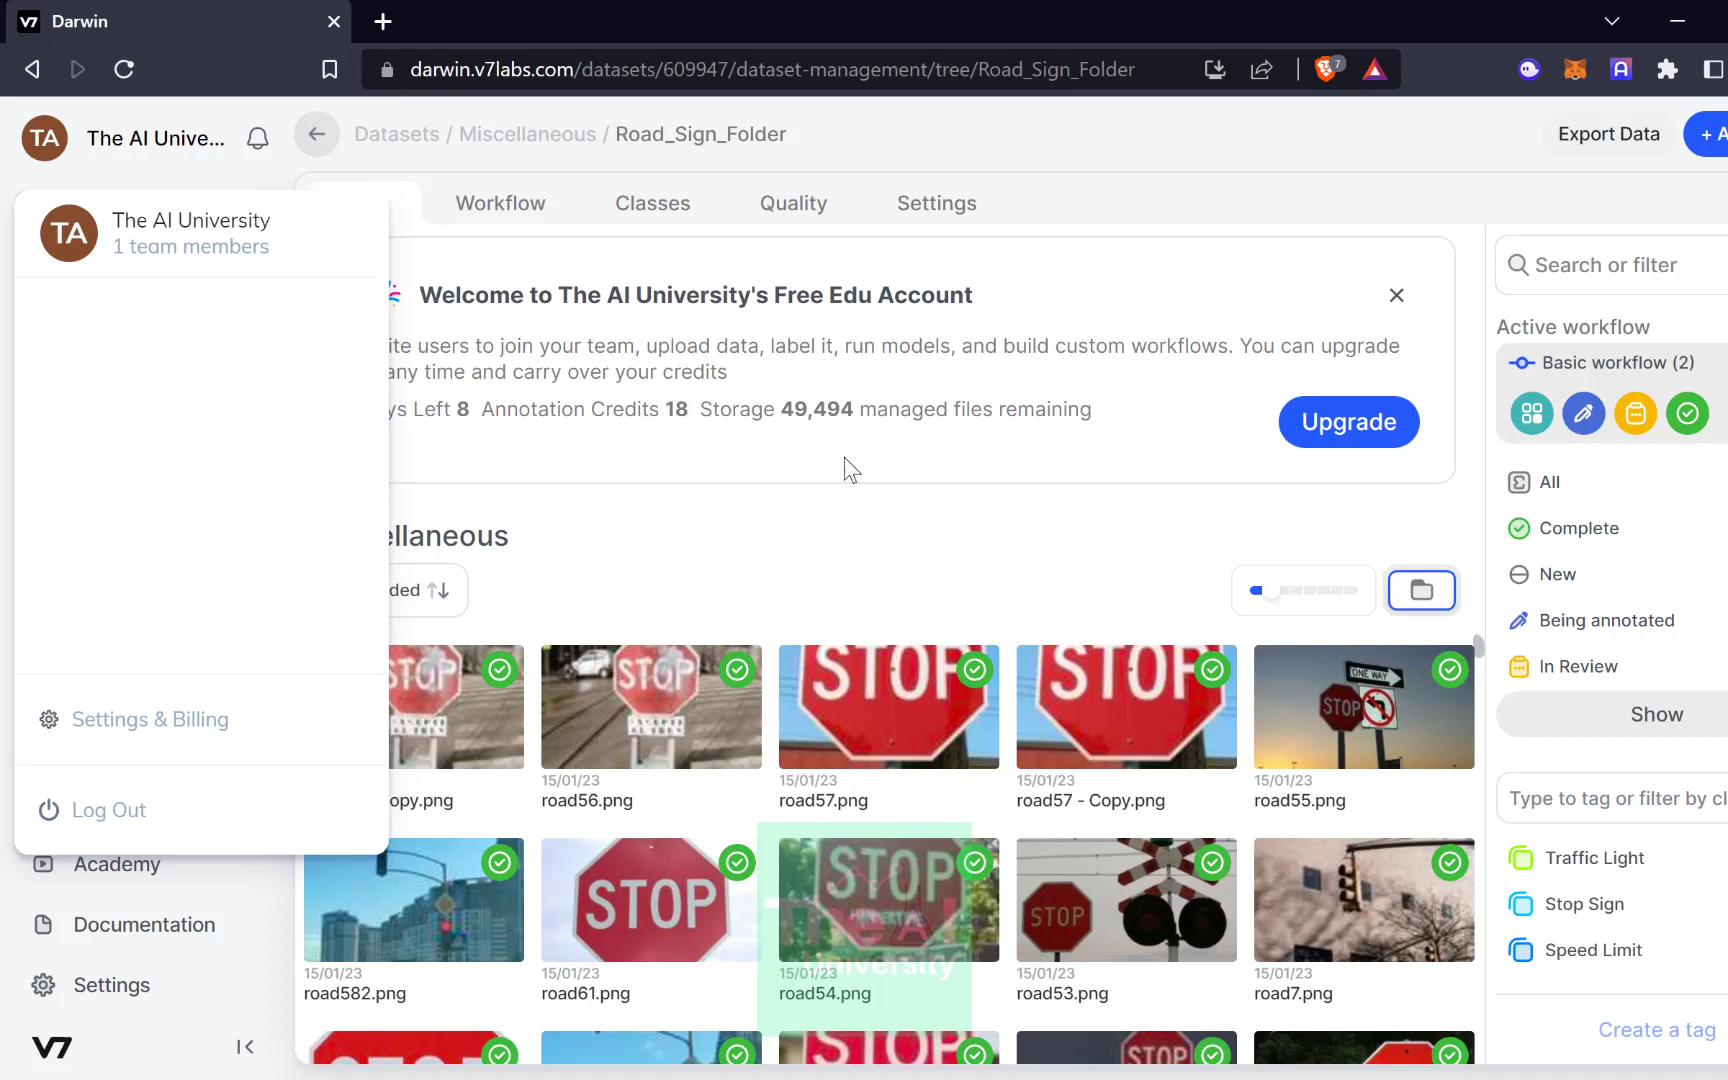 V7 Darwin
darwin.v7labs.com/datasets/609947/dataset-management/tree/Road_Sign_Folder
7
TA The AI Unive...
Datasets / Miscellaneous / Road_Sign_Folder
Export Data
+ A
TA The AI University
1 team members
Settings & Billing
Log Out
Academy
Documentation
Settings
V7
Workflow Classes Quality Settings
Welcome to The AI University's Free Edu Account
ite users to join your team, upload data, label it, run models, and build custom workflows. You can upgrade
any time and carry over your credits
ys Left 8 Annotation Credits 18 Storage 49,494 managed files remaining
Upgrade
ellaneous
ded
STOP
STOP
STOP
STOP
ONE WAY
STOP
opy.png
15/01/23
road56.png
15/01/23
road57.png
15/01/23
road57 - Copy.png
15/01/23
road55.png
STOP
STOP
STOP
The AI
University
15/01/23
road582.png
15/01/23
road61.png
15/01/23
road54.png
15/01/23
road53.png
15/01/23
road7.png
STOP
STOP
Search or filter
Active workflow
Basic workflow (2)
All
Complete
New
Being annotated
In Review
Show
Type to tag or filter by cl
Traffic Light
Stop Sign
Speed Limit
Create a tag